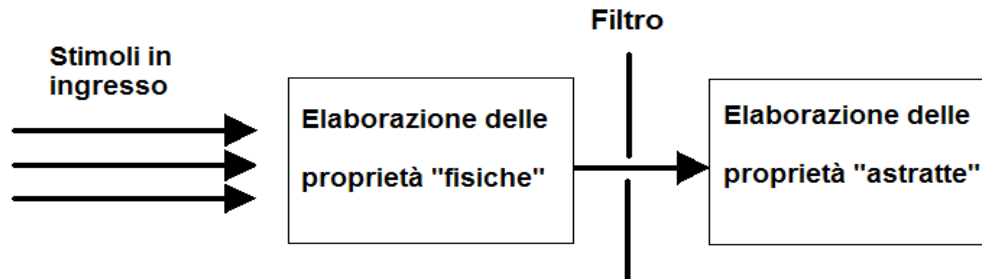 Filtro
Stimoli in
ingresso
Elaborazione delle
proprietà "fisiche"
Elaborazione delle
proprietà "astratte"